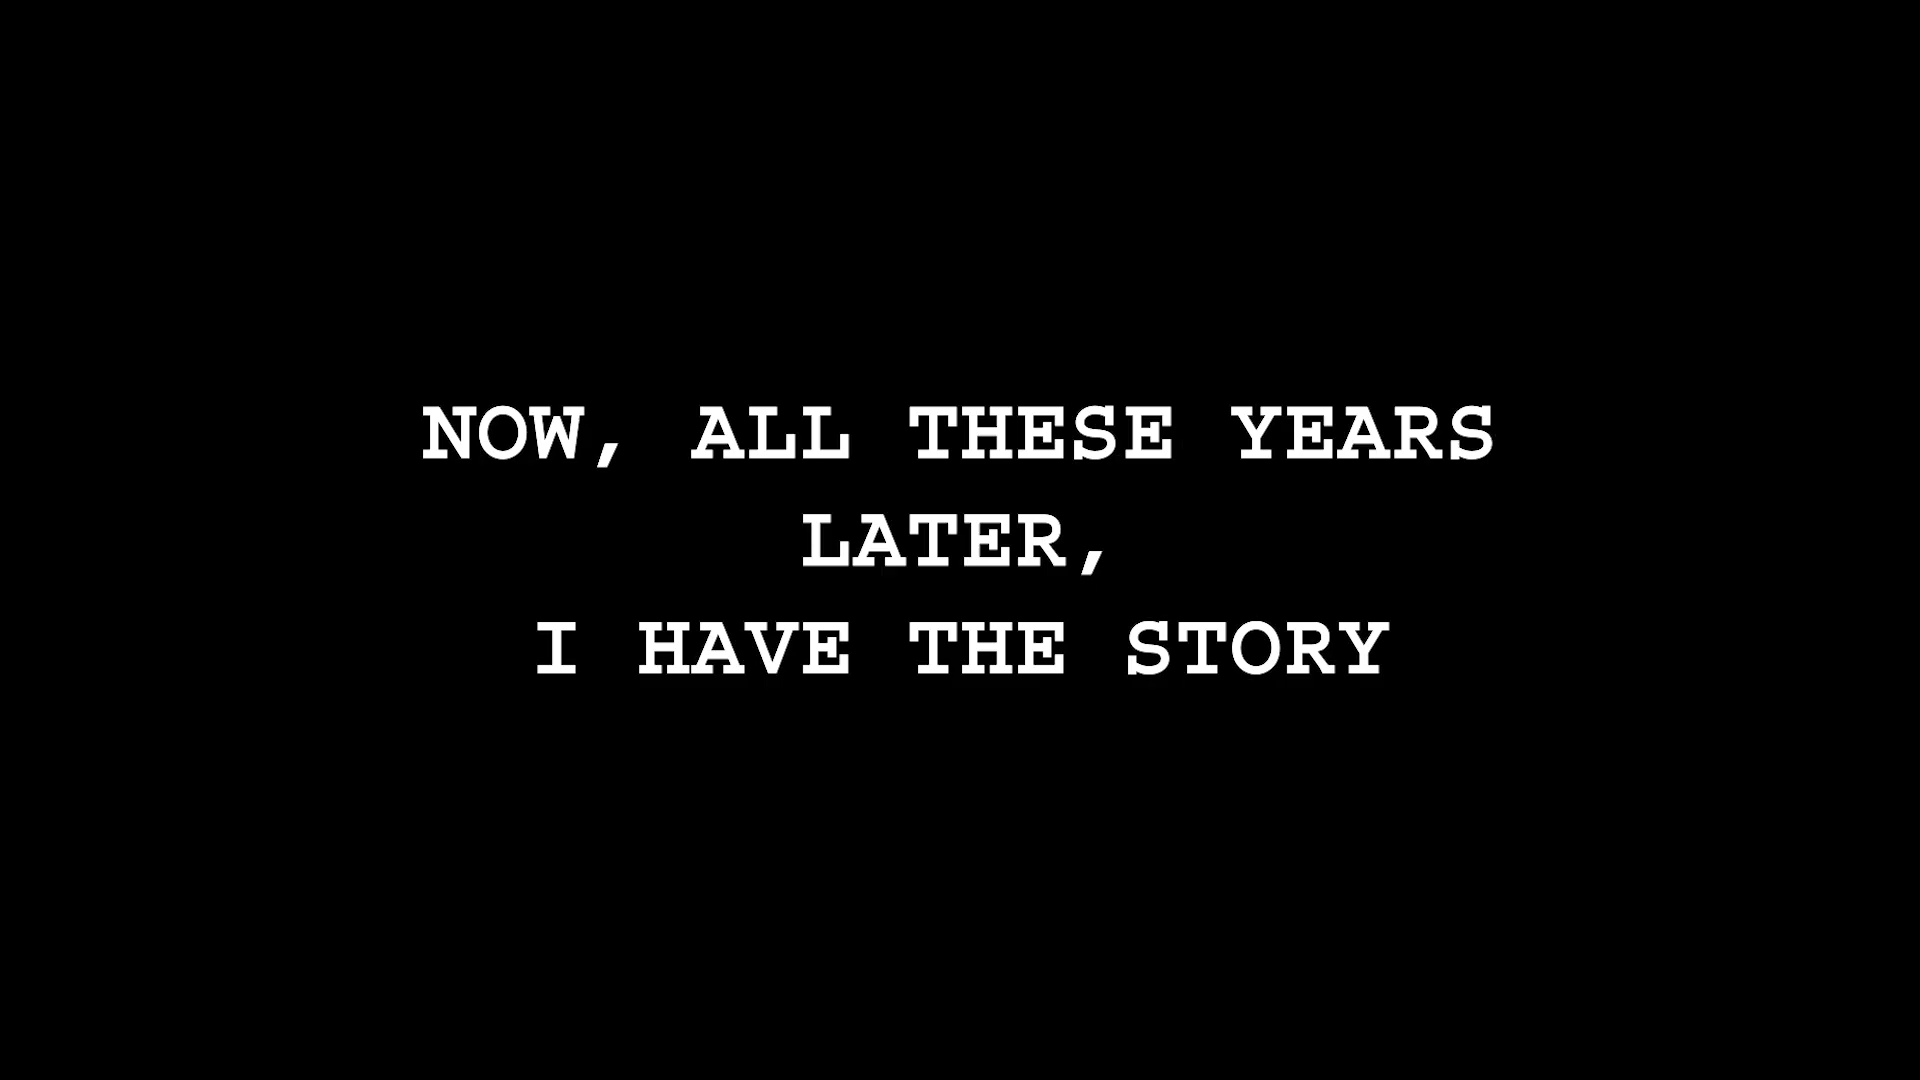 NOW, ALL THESE YEARS
LATER,
I HAVE THE STORY